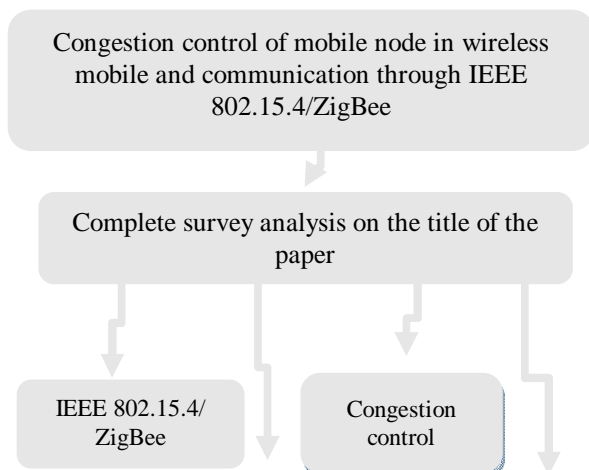 Congestion control of mobile node in wireless
mobile and communication through IEEE
802.15.4/ZigBee
Complete survey analysis on the title of the
paper
IEEE 802.15.4/
ZigBee
Congestion
control